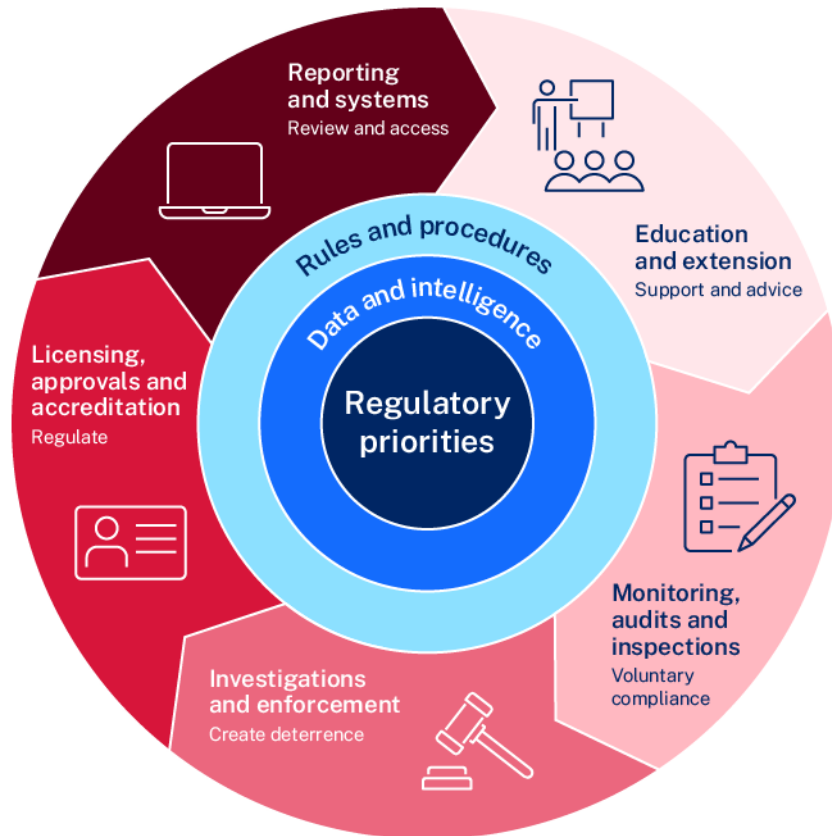 Reporting
and systems
Review and access
Education
and extension
Support and advice
Monitoring,
audits and
inspections
Voluntary
compliance
Investigations
and enforcement
Create deterrence
Licensing,
approvals and
accreditation
Regulate
Rules and procedures
Data and intelligence
Regulatory
priorities